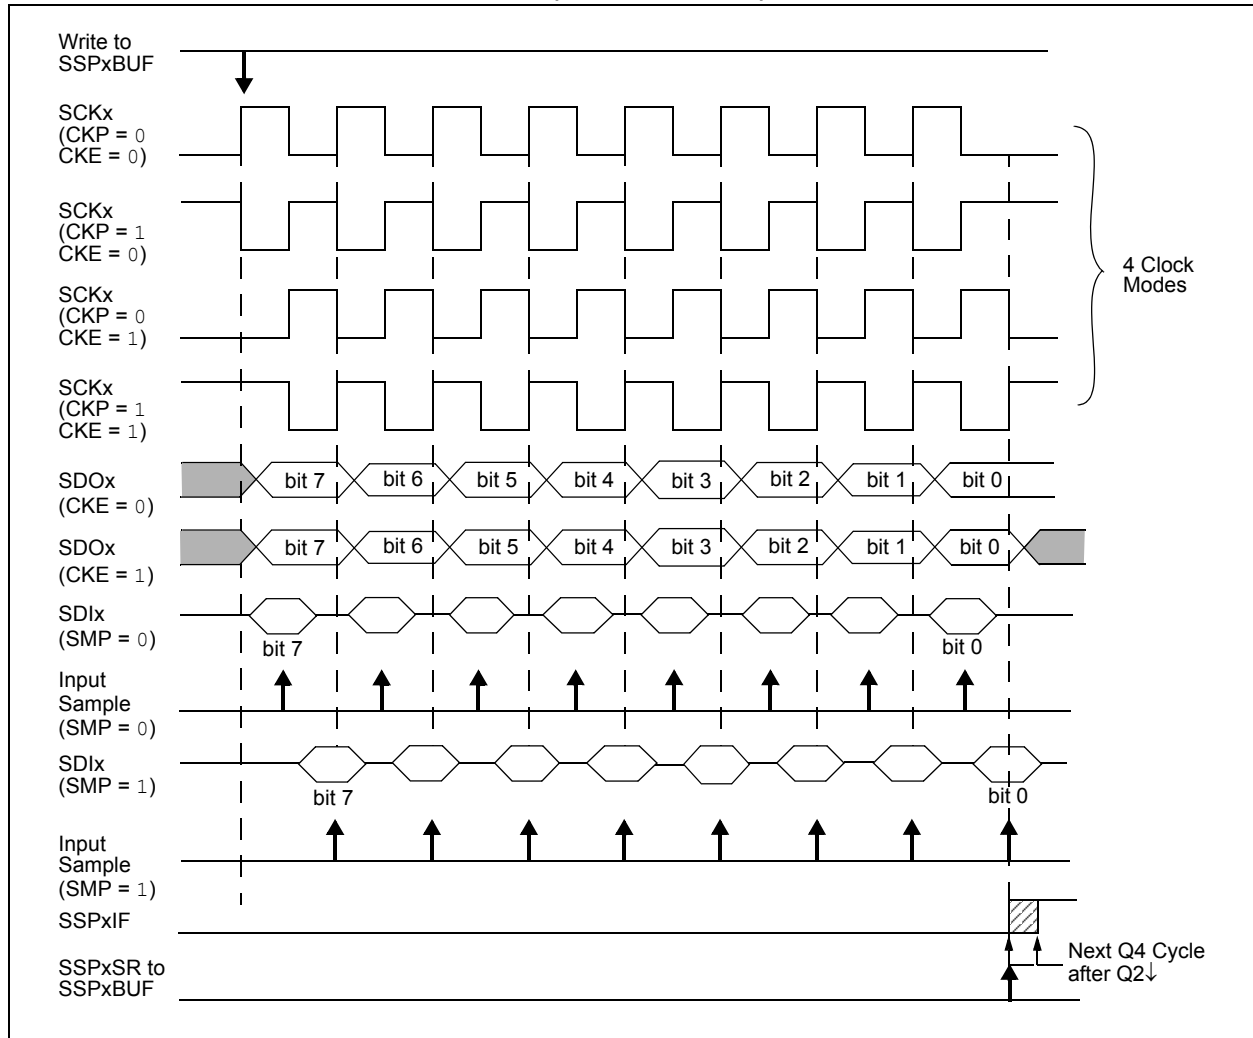 Write to
SSPxBUF
SCKx
(CKP = 0
CKE = 0)
SCKx
(CKP = 1
CKE = 0)
4 Clock
Modes
SCKx
(CKP = 0
CKE = 1)
SCKx
(CKP = 1
CKE = 1)
SDOx
(CKE = 0)
bit 7 bit 6 bit 5 bit 4 bit 3 bit 2 bit 1 bit 0
SDOx
(CKE = 1)
bit 7 bit 6 bit 5 bit 4 bit 3 bit 2 bit 1 bit 0
SDIx
(SMP = 0)
bit 7 bit 0
Input
Sample
(SMP = 0)
SDIx
(SMP = 1)
bit 7 bit 0
Input
Sample
(SMP = 1)
SSPxIF
Next Q4 Cycle
after Q2↓
SSPxSR to
SSPxBUF